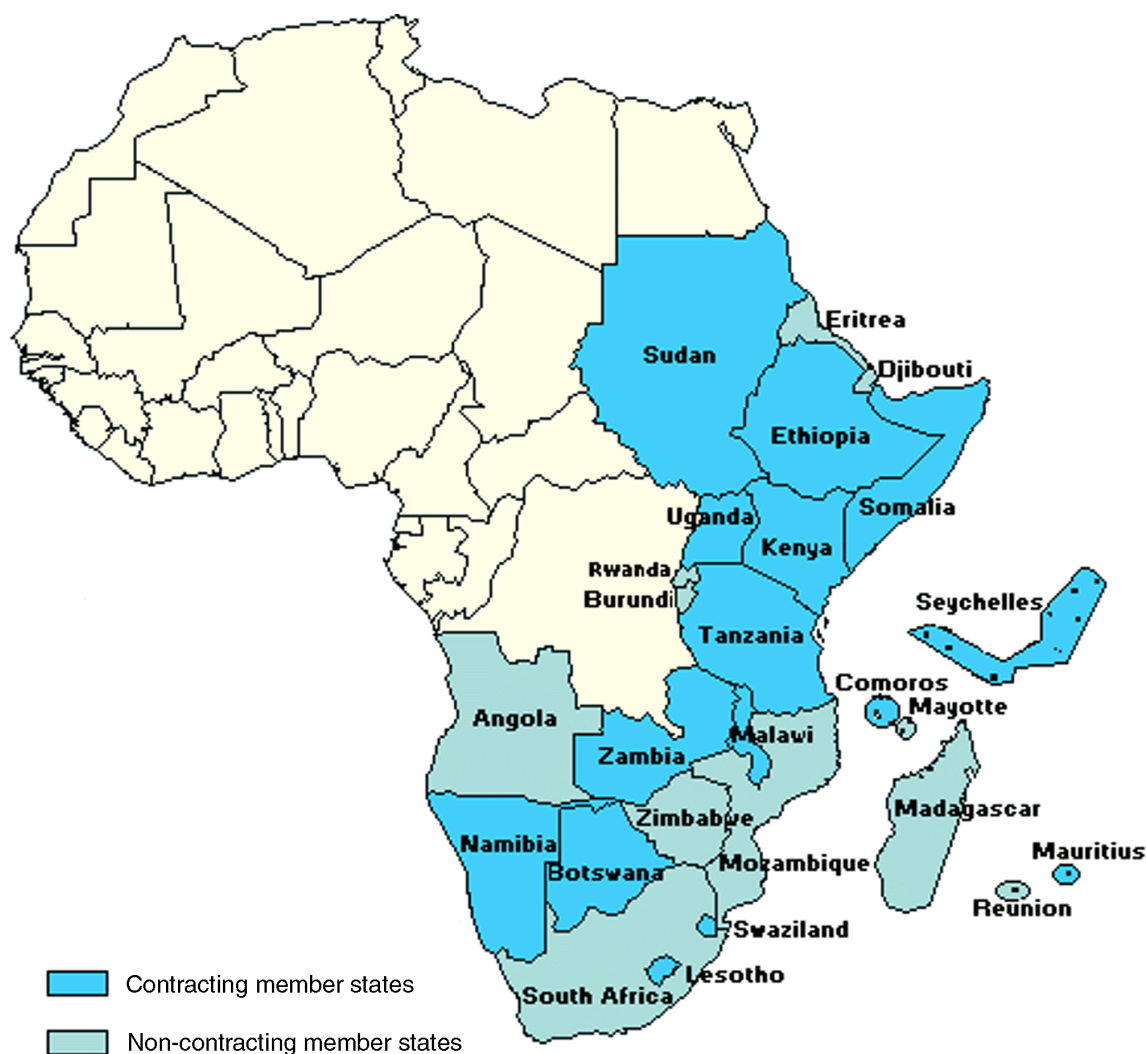 Eritrea
Sudan
Djibouti
Ethiopia
Somalia
Uganda
Kenya
Rwanda
Burundi
Seychelles
Tanzania
Comoros
Mayotte
Angola
Malawi
Zambia
Madagascar
Zimbabwe
Namibia
Mauritius
Mozambique
Botswana
Reunion
Swaziland
Lesotho
Contracting member states
South Africa
Non-contracting member states